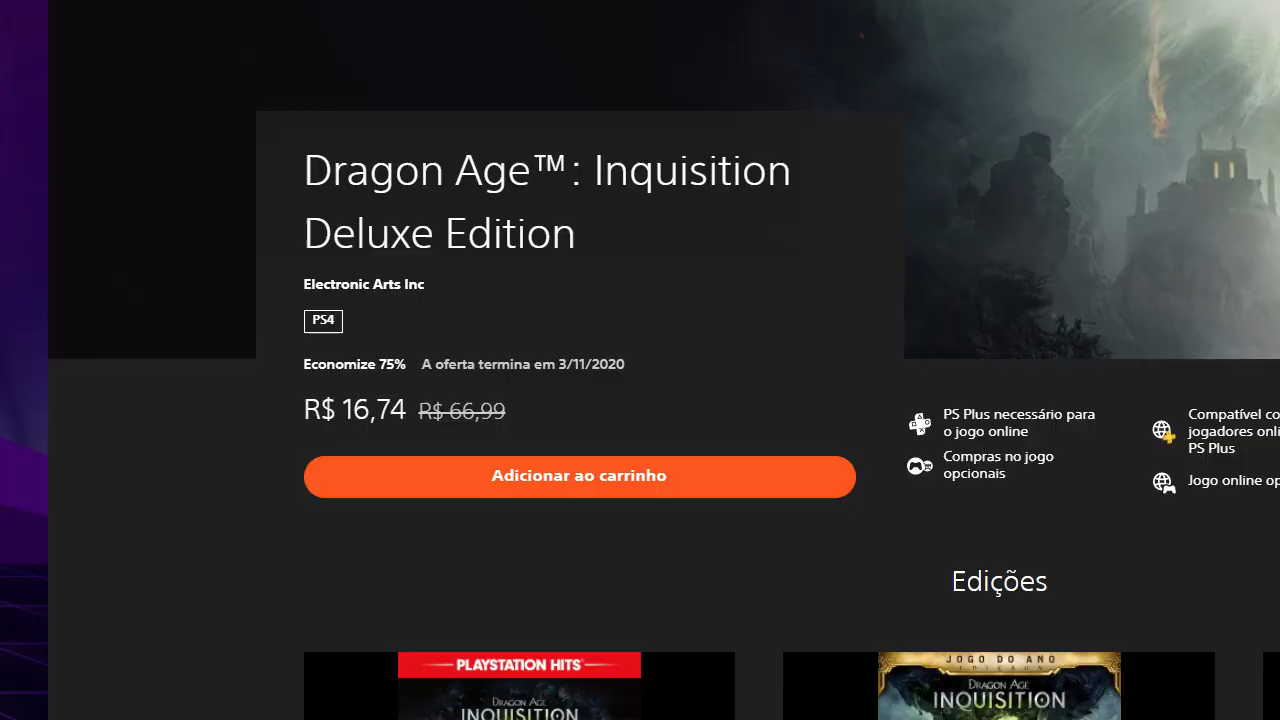 Dragon Age™: Inquisition
Deluxe Edition
Electronic Arts Inc
PS4
Economize 75% A oferta termina em 3/11/2020
R$ 16,74 R$ 66,99
Adicionar ao carrinho
PS Plus necessário para
o jogo online
Compras no jogo
opcionais
Compatível co
jogadores onli
PS Plus
Jogo online op
Edições
PLAYSTATION HITS
DRAGON AGE
INQUISITION
JOGO DO ANO
EDIÇÃO
DRAGON AGE
INQUISITION